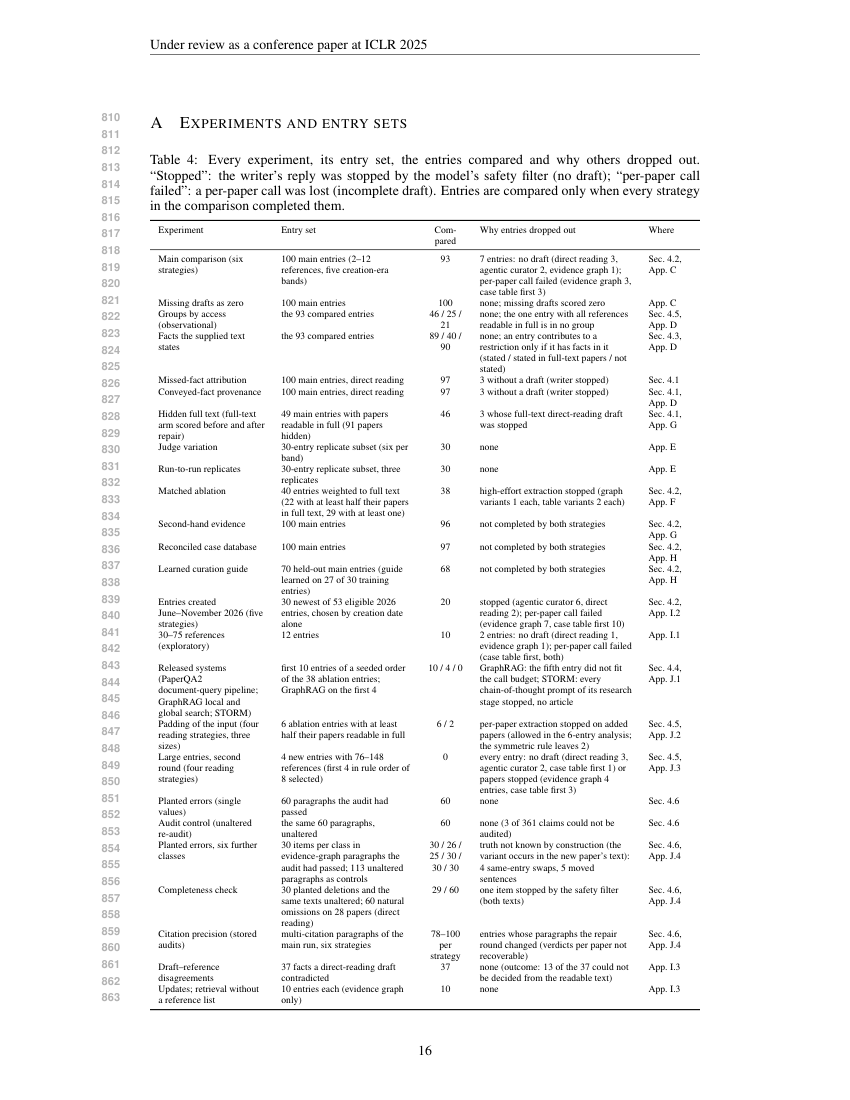 Under review as a conference paper at ICLR 2025
810
811
812
813
814
815
816
817
818
819
820
821
822
823
824
825
826
827
828
829
830
831
832
833
834
835
836
837
838
839
840
841
842
843
844
845
846
847
848
849
850
851
852
853
854
855
856
857
858
859
860
861
862
863
A EXPERIMENTS AND ENTRY SETS
Table 4: Every experiment, its entry set, the entries compared and why others dropped out.
“Stopped”: the writer's reply was stopped by the model's safety filter (no draft); “per-paper call
failed”: a per-paper call was lost (incomplete draft). Entries are compared only when every strategy
in the comparison completed them.
Experiment Entry set Com- Why entries dropped out Where
pared
Main comparison (six 100 main entries (2–12 93 7 entries: no draft (direct reading 3, Sec. 4.2,
strategies) references, five creation-era agentic curator 2, evidence graph 1); App. C
bands) per-paper call failed (evidence graph 3,
case table first 3)
Missing drafts as zero 100 main entries 100 none; missing drafts scored zero App. C
Groups by access the 93 compared entries 46 / 25 / none; the one entry with all references Sec. 4.5,
(observational) 21 readable in full is in no group App. D
Facts the supplied text the 93 compared entries 89 / 40 / none; an entry contributes to a Sec. 4.3,
states 90 restriction only if it has facts in it App. D
(stated / stated in full-text papers / not
stated)
Missed-fact attribution 100 main entries, direct reading 97 3 without a draft (writer stopped) Sec. 4.1
Conveyed-fact provenance 100 main entries, direct reading 97 3 without a draft (writer stopped) Sec. 4.1,
App. D
Hidden full text (full-text 49 main entries with papers 46 3 whose full-text direct-reading draft Sec. 4.1,
arm scored before and after readable in full (91 papers was stopped App. G
repair) hidden)
Judge variation 30-entry replicate subset (six per 30 none App. E
band)
Run-to-run replicates 30-entry replicate subset, three 30 none App. E
replicates
Matched ablation 40 entries weighted to full text 38 high-effort extraction stopped (graph Sec. 4.2,
(22 with at least half their papers variants 1 each, table variants 2 each) App. F
in full text, 29 with at least one)
Second-hand evidence 100 main entries 96 not completed by both strategies Sec. 4.2,
App. G
Reconciled case database 100 main entries 97 not completed by both strategies Sec. 4.2,
App. H
Learned curation guide 70 held-out main entries (guide 68 not completed by both strategies Sec. 4.2,
learned on 27 of 30 training App. H
entries)
Entries created 30 newest of 53 eligible 2026 20 stopped (agentic curator 6, direct Sec. 4.2,
June–November 2026 (five entries, chosen by creation date reading 2); per-paper call failed App. I.2
strategies) alone (evidence graph 7, case table first 10)
30–75 references 12 entries 10 2 entries: no draft (direct reading 1, App. I.1
(exploratory) evidence graph 1); per-paper call failed
(case table first, both)
Released systems first 10 entries of a seeded order 10 / 4 / 0 GraphRAG: the fifth entry did not fit Sec. 4.4,
(PaperQA2 of the 38 ablation entries; the call budget; STORM: every App. J.1
document-query pipeline; GraphRAG on the first 4 chain-of-thought prompt of its research
GraphRAG local and stage stopped, no article
global search; STORM)
Padding of the input (four 6 ablation entries with at least 6 / 2 per-paper extraction stopped on added Sec. 4.5,
reading strategies, three half their papers readable in full papers (allowed in the 6-entry analysis; App. J.2
sizes) the symmetric rule leaves 2)
Large entries, second 4 new entries with 76–148 0 every entry: no draft (direct reading 3, Sec. 4.5,
round (four reading references (first 4 in rule order of agentic curator 2, case table first 1) or App. J.3
strategies) 8 selected) papers stopped (evidence graph 4
entries, case table first 3)
Planted errors (single 60 paragraphs the audit had 60 none Sec. 4.6
values) passed
Audit control (unaltered the same 60 paragraphs, 60 none (3 of 361 claims could not be Sec. 4.6
re-audit) unaltered audited)
Planted errors, six further 30 items per class in 30 / 26 / truth not known by construction (the Sec. 4.6,
classes evidence-graph paragraphs the 25 / 30 / variant occurs in the new paper's text): App. J.4
audit had passed; 113 unaltered 30 / 30 4 same-entry swaps, 5 moved
paragraphs as controls sentences
Completeness check 30 planted deletions and the 29 / 60 one item stopped by the safety filter Sec. 4.6,
same texts unaltered; 60 natural (both texts) App. J.4
omissions on 28 papers (direct
reading)
Citation precision (stored multi-citation paragraphs of the 78–100 entries whose paragraphs the repair Sec. 4.6,
audits) main run, six strategies per round changed (verdicts per paper not App. J.4
strategy recoverable)
Draft–reference 37 facts a direct-reading draft 37 none (outcome: 13 of the 37 could not App. I.3
disagreements contradicted be decided from the readable text)
Updates; retrieval without 10 entries each (evidence graph 10 none App. I.3
a reference list only)
16